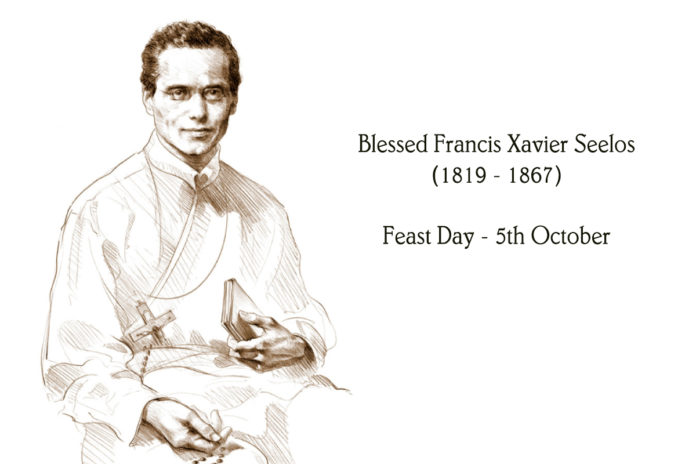 Blessed Francis Xavier Seelos
(1819 - 1867)
Feast Day - 5th October